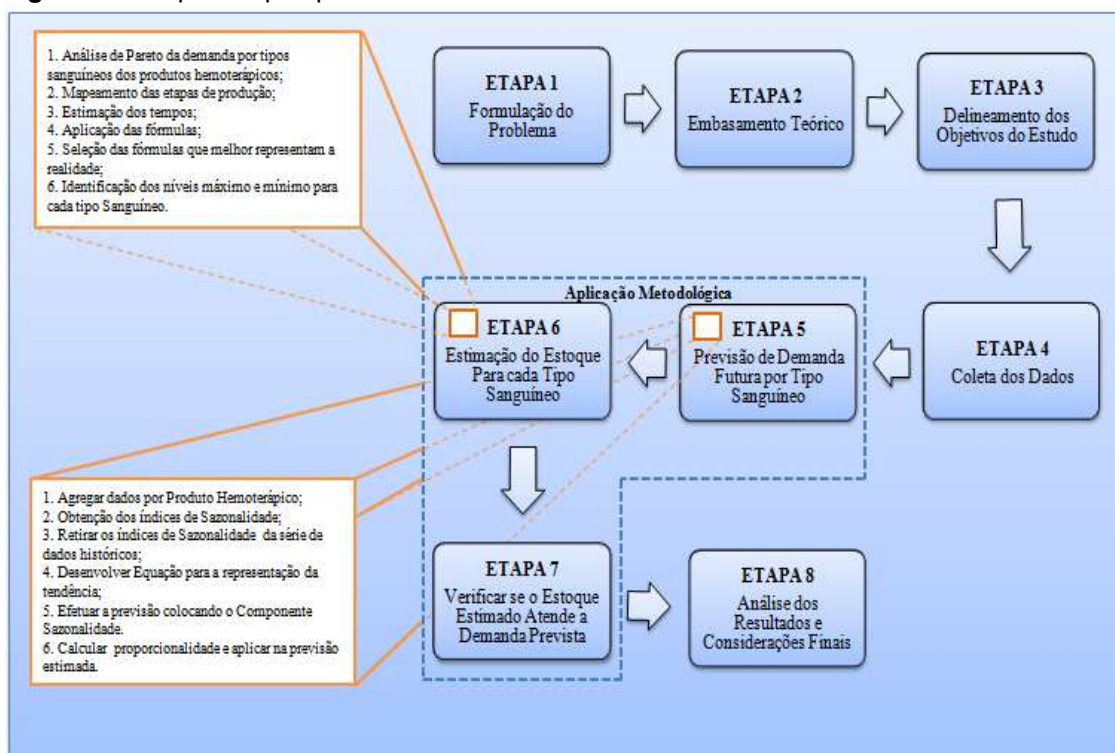 1. Análise de Pareto da demanda por tipos
sanguíneos dos produtos hemoterápicos;
2. Mapeamento das etapas de produção;
3. Estimação dos tempos;
4. Aplicação das fórmulas;
5. Seleção das fórmulas que melhor representam a
realidade;
6. Identificação dos níveis máximo e mínimo para
cada tipo Sanguíneo.
ETAPA 1
Formulação do
Problema
ETAPA 2
Embasamento Teórico
ETAPA 3
Delineamento dos
Objetivos do Estudo
ETAPA 4
Coleta dos Dados
Aplicação Metodológica
ETAPA 5
Previsão de Demanda
Futura por Tipo
Sanguíneo
ETAPA 6
Estimação do Estoque
Para cada Tipo
Sanguíneo
1. Agregar dados por Produto Hemoterápico;
2. Obtenção dos índices de Sazonalidade;
3. Retirar os índices de Sazonalidade da série de
dados históricos;
4. Desenvolver Equação para a representação da
tendência;
5. Efetuar a previsão colocando o Componente
Sazonalidade.
6. Calcular proporcionalidade e aplicar na previsão
estimada.
ETAPA 7
Verificar se o Estoque
Estimado Atende a
Demanda Prevista
ETAPA 8
Análise dos
Resultados e
Considerações Finais